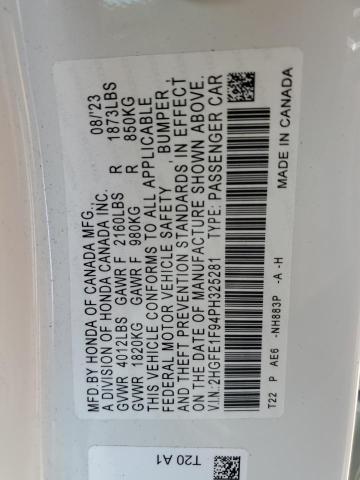 MFD.BY HONDA OF CANADA MFG., 08/'23
A DIVISION OF HONDA CANADA INC.
GVWR 4012LBS GAWR F 2160LBS R 1873LBS
GVWR 1820KG GAWR F 980KG R 850KG
THIS VEHICLE CONFORMS TO ALL APPLICABLE
FEDERAL MOTOR VEHICLE SAFETY , BUMPER ,
AND THEFT PREVENTION STANDARDS IN EFFECT
ON THE DATE OF MANUFACTURE SHOWN ABOVE.
V.I.N.:2HGFE1F94PH325281 TYPE: PASSENGER CAR
T22 P AE6 -NH883P -A -H
MADE IN CANADA
T20 A1